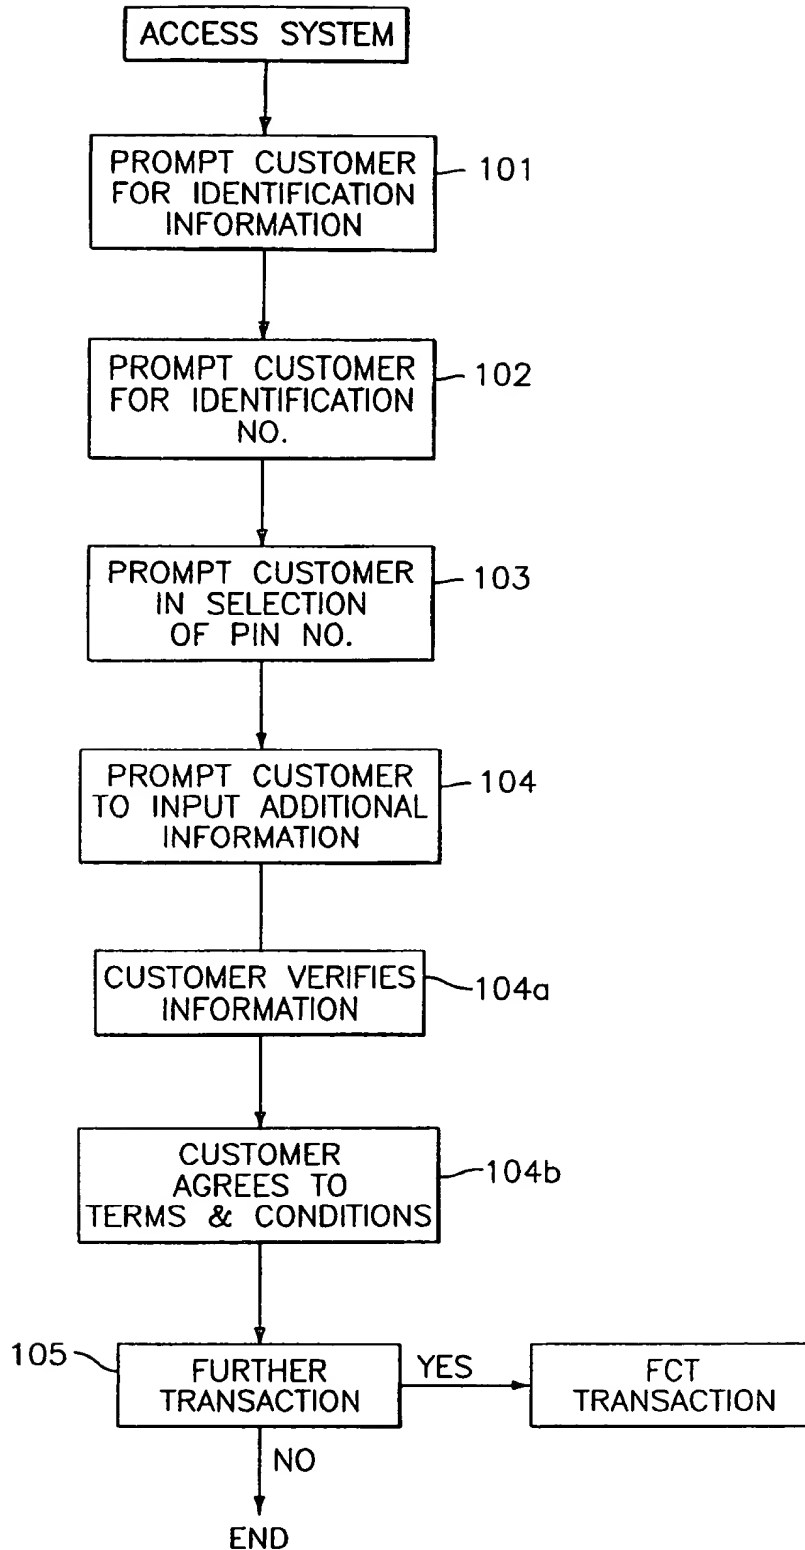 ACCESS SYSTEM
PROMPT CUSTOMER
FOR IDENTIFICATION
INFORMATION
101
PROMPT CUSTOMER
FOR IDENTIFICATION
NO.
102
PROMPT CUSTOMER
IN SELECTION
OF PIN NO.
103
PROMPT CUSTOMER
TO INPUT ADDITIONAL
INFORMATION
104
CUSTOMER VERIFIES
INFORMATION
104a
CUSTOMER
AGREES TO
TERMS & CONDITIONS
104b
105
FURTHER
TRANSACTION
YES
FCT
TRANSACTION
NO
END